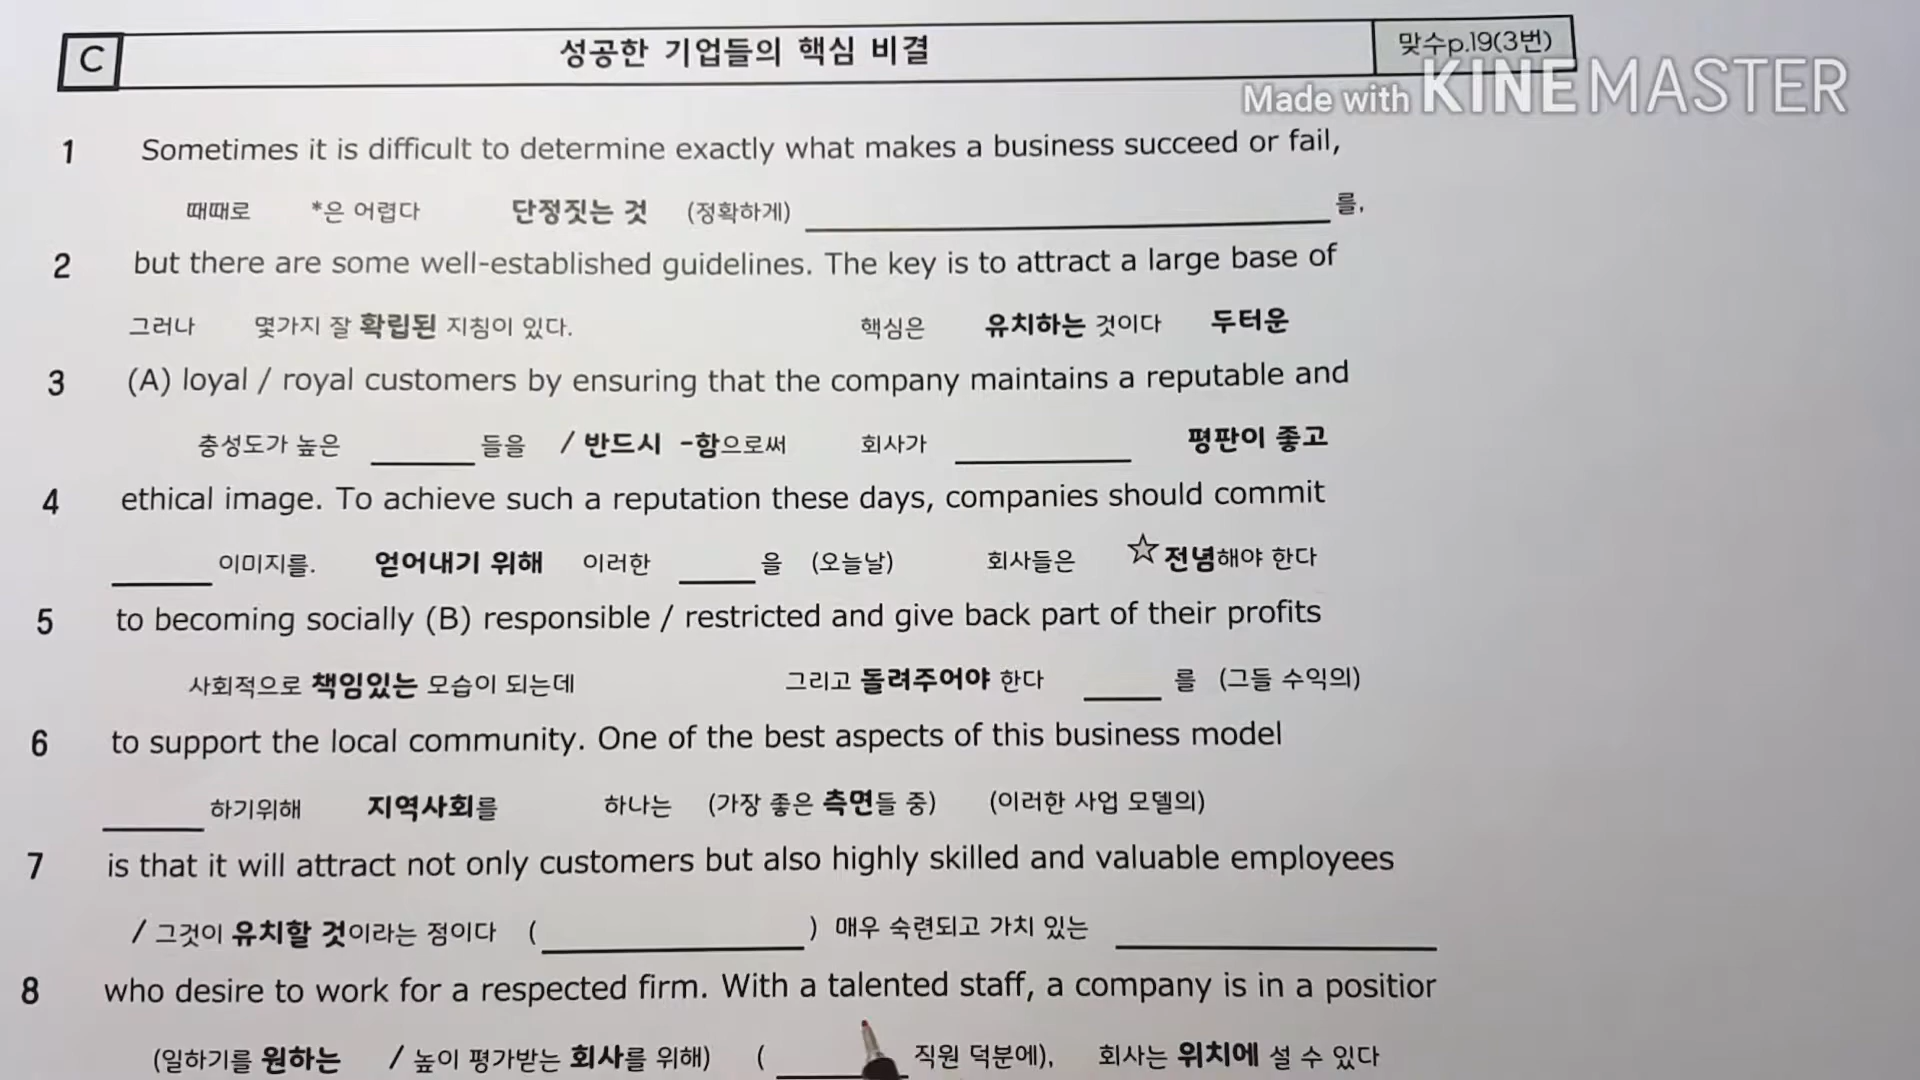 C 성공한 기업들의 핵심 비결 맞수p.19(3번)
Made with KINEMASTER
1 Sometimes it is difficult to determine exactly what makes a business succeed or fail,
때때로 *은 어렵다 단정짓는 것 (정확하게) 를,
2 but there are some well-established guidelines. The key is to attract a large base of
그러나 몇가지 잘 확립된 지침이 있다. 핵심은 유치하는 것이다 두터운
3 (A) loyal / royal customers by ensuring that the company maintains a reputable and
충성도가 높은 들을 / 반드시 -함으로써 회사가 평판이 좋고
4 ethical image. To achieve such a reputation these days, companies should commit
이미지를. 얻어내기 위해 이러한 을 (오늘날) 회사들은 ☆전념해야 한다
5 to becoming socially (B) responsible / restricted and give back part of their profits
사회적으로 책임있는 모습이 되는데 그리고 돌려주어야 한다 를 (그들 수익의)
6 to support the local community. One of the best aspects of this business model
하기위해 지역사회를 하나는 (가장 좋은 측면들 중) (이러한 사업 모델의)
7 is that it will attract not only customers but also highly skilled and valuable employees
/ 그것이 유치할 것이라는 점이다 ( ) 매우 숙련되고 가치 있는
8 who desire to work for a respected firm. With a talented staff, a company is in a
(일하기를 원하는 / 높이 평가받는 회사를 위해) ( 직원 덕분에), 회사는 위치에 설 수 있다